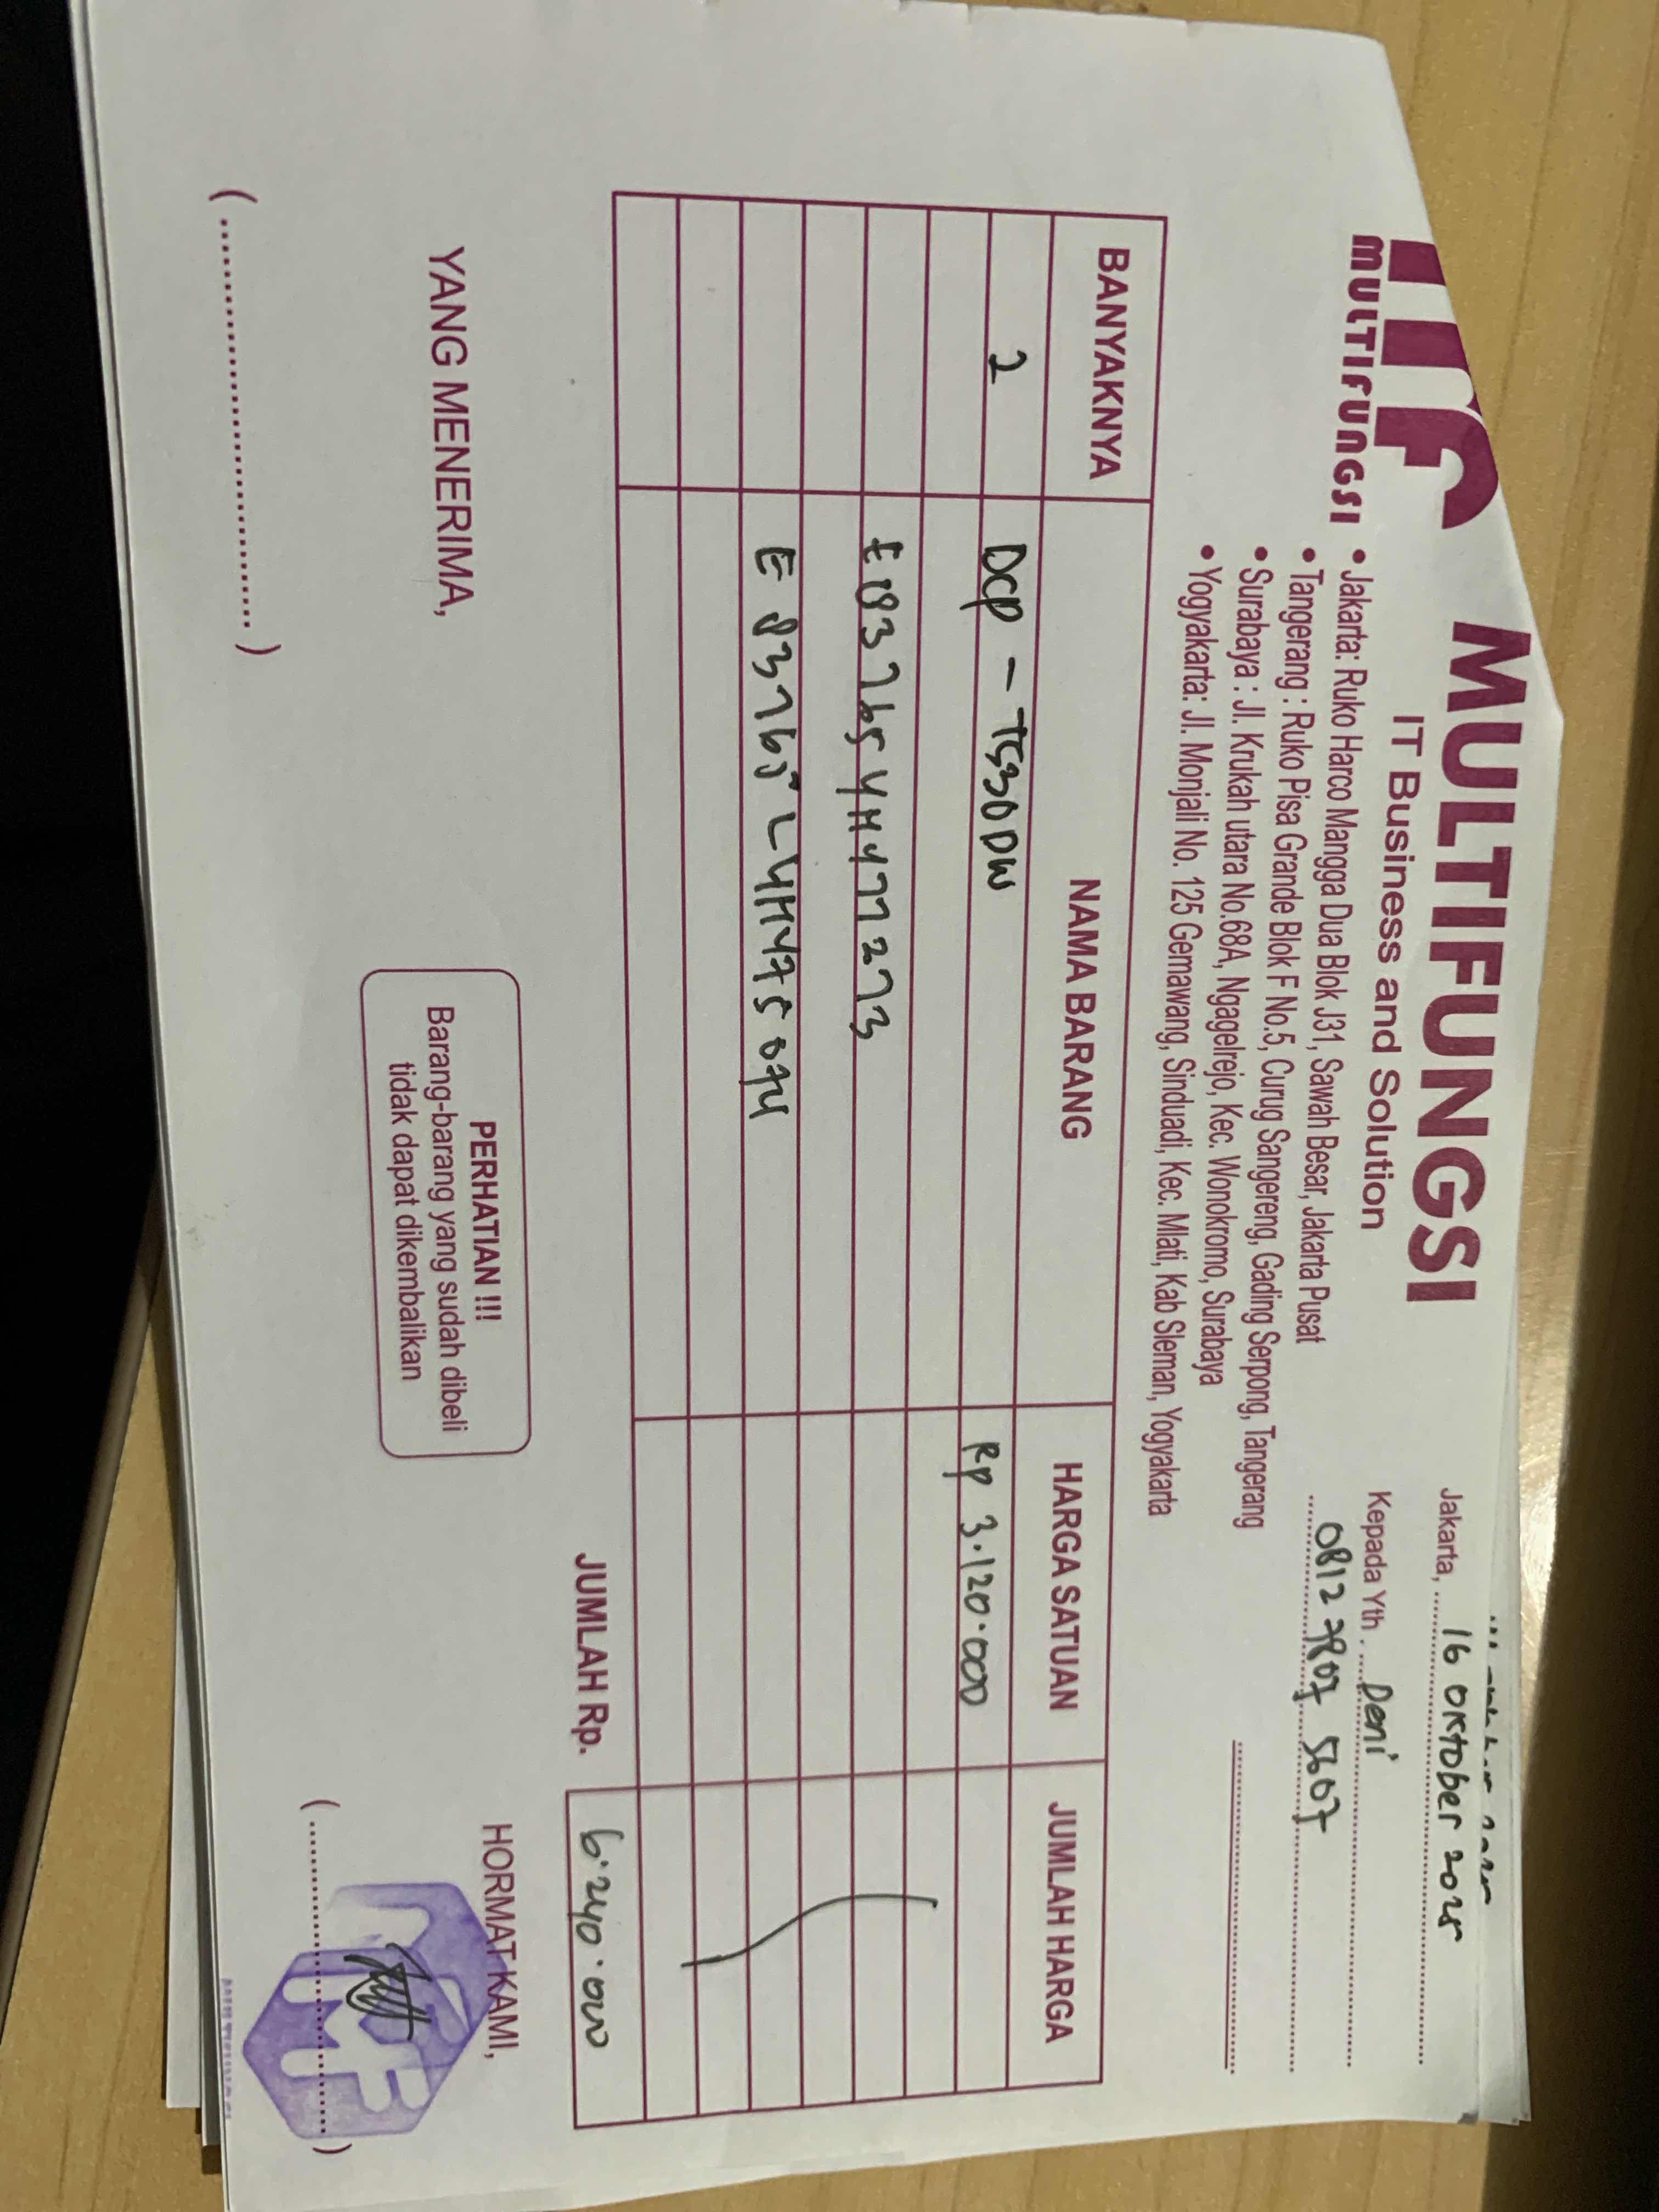 MULTIFUNGSI
MULTIFUNGSI
IT Business and Solution
• Jakarta: Ruko Harco Mangga Dua Blok J31, Sawah Besar, Jakarta Pusat
• Tangerang : Ruko Pisa Grande Blok F No.5, Curug Sangereng, Gading Serpong, Tangerang
• Surabaya : Jl. Krukah utara No.68A, Ngagelrejo, Kec. Wonokromo, Surabaya
• Yogyakarta: Jl. Monjali No. 125 Gemawang, Sinduadi, Kec. Mlati, Kab Sleman, Yogyakarta
Jakarta, 16 Oktober 2025
Kepada Yth. Deni
0812 7807 5607
BANYAKNYA NAMA BARANG HARGA SATUAN JUMLAH HARGA
2 DCP - T530DW Rp 3.120.000
JUMLAH Rp. 6.240.000
YANG MENERIMA,
PERHATIAN !!!
Barang-barang yang sudah dibeli
tidak dapat dikembalikan
HORMAT KAMI,